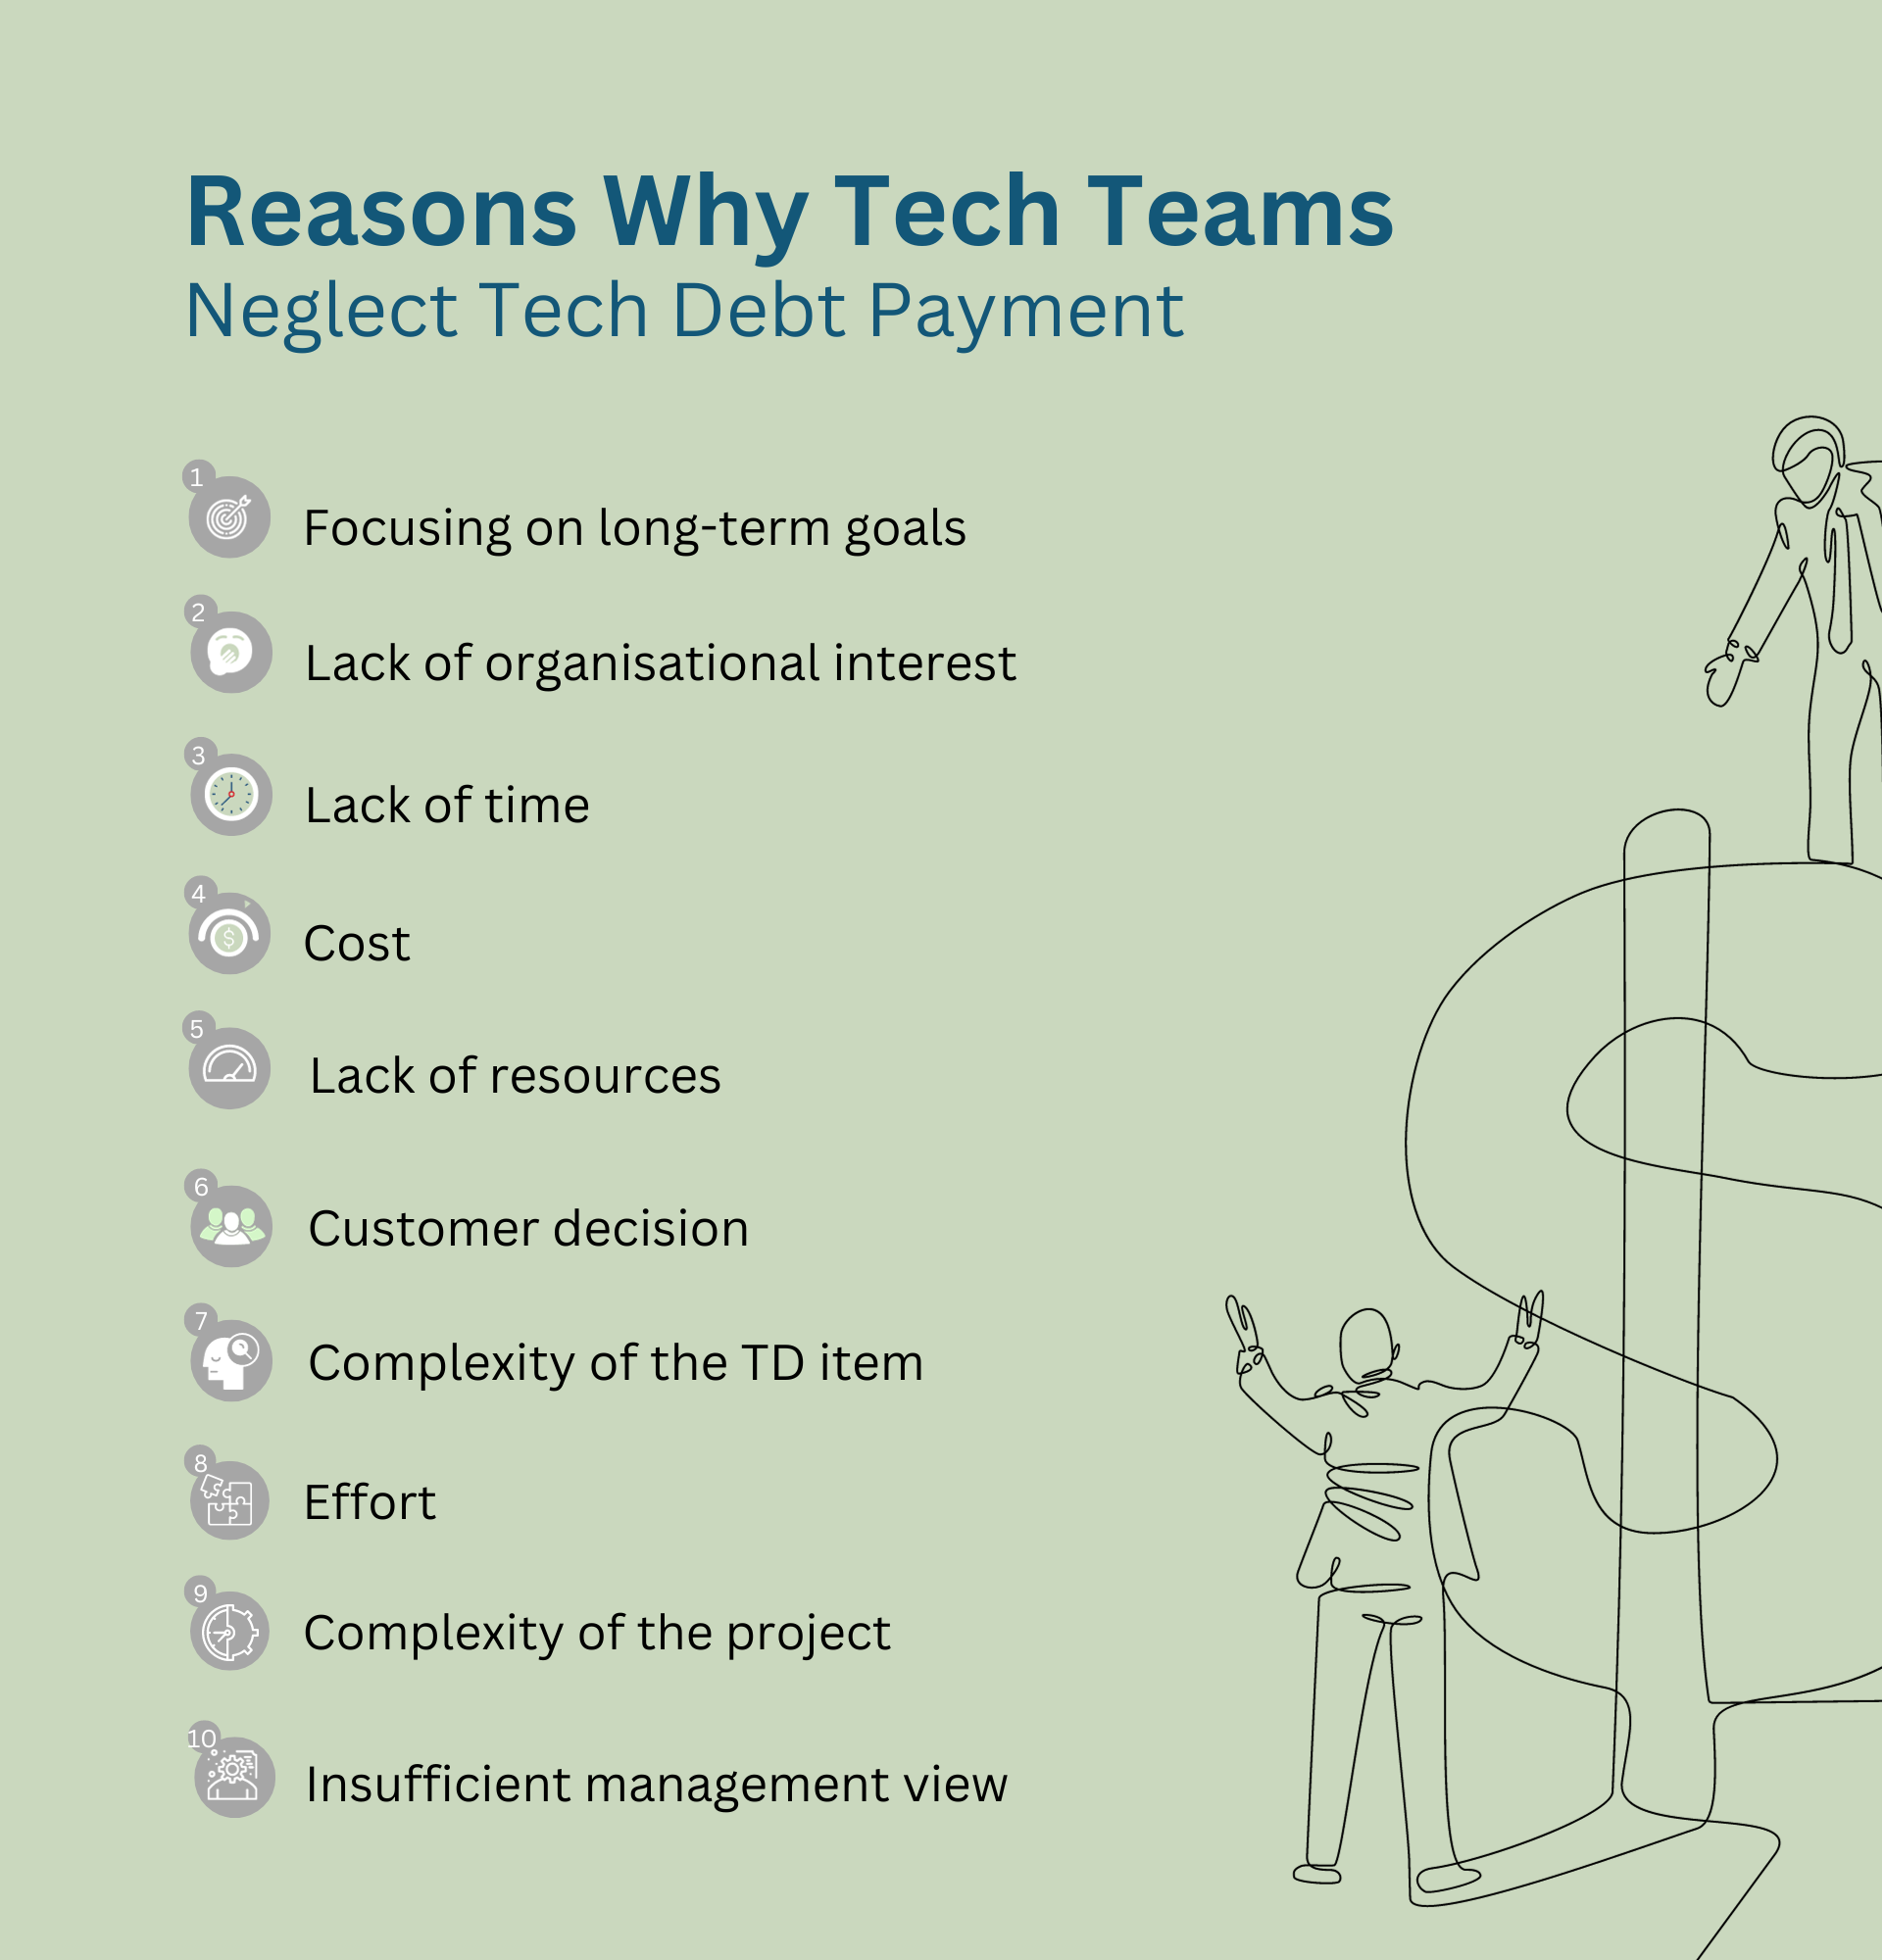 Reasons Why Tech Teams
Neglect Tech Debt Payment
1
Focusing on long-term goals
2
Lack of organisational interest
3
Lack of time
4
$
Cost
5
Lack of resources
6
Customer decision
7
Complexity of the TD item
8
Effort
9
Complexity of the project
10
Insufficient management view